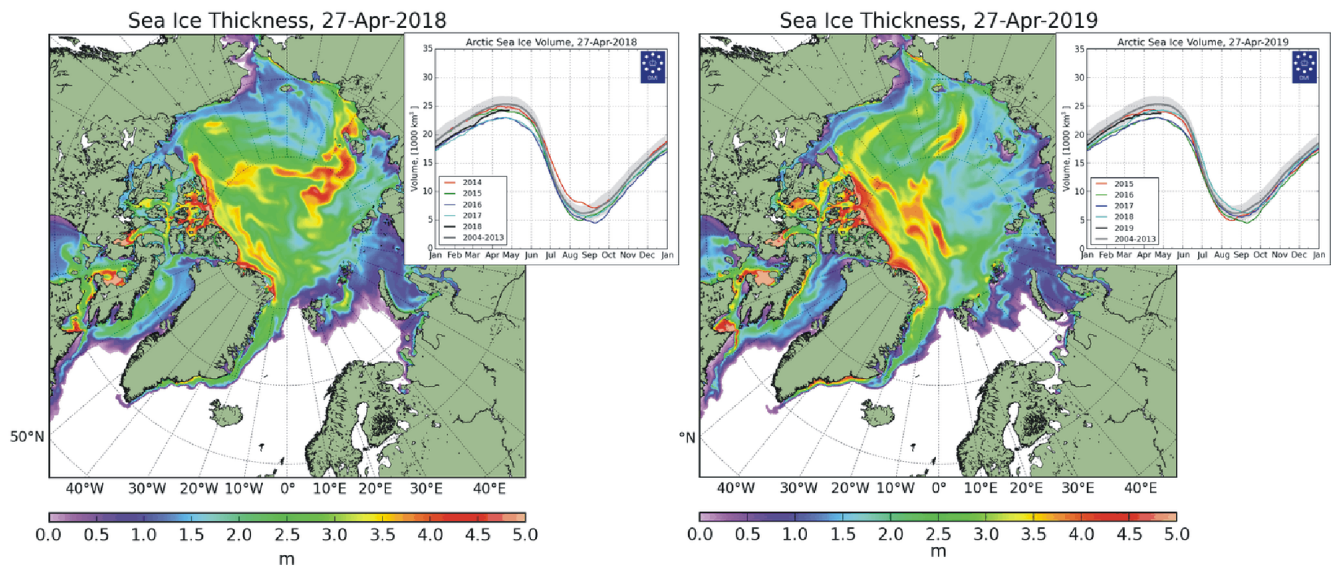 Sea Ice Thickness, 27-Apr-2018
Arctic Sea Ice Volume, 27-Apr-2018
Volume, [1000 km³]
35
30
25
20
15
10
5
0
2014
2015
2016
2017
2018
2004-2013
Jan Feb Mar Apr May Jun Jul Aug Sep Oct Nov Dec Jan
50°N
40°W 30°W 20°W 10°W 0° 10°E 20°E 30°E 40°E
0.0 0.5 1.0 1.5 2.0 2.5 3.0 3.5 4.0 4.5 5.0
m
Sea Ice Thickness, 27-Apr-2019
Arctic Sea Ice Volume, 27-Apr-2019
Volume, [1000 km³]
35
30
25
20
15
10
5
0
2015
2016
2017
2018
2019
2004-2013
Jan Feb Mar Apr May Jun Jul Aug Sep Oct Nov Dec Jan
°N
40°W 30°W 20°W 10°W 0° 10°E 20°E 30°E 40°E
0.0 0.5 1.0 1.5 2.0 2.5 3.0 3.5 4.0 4.5 5.0
m